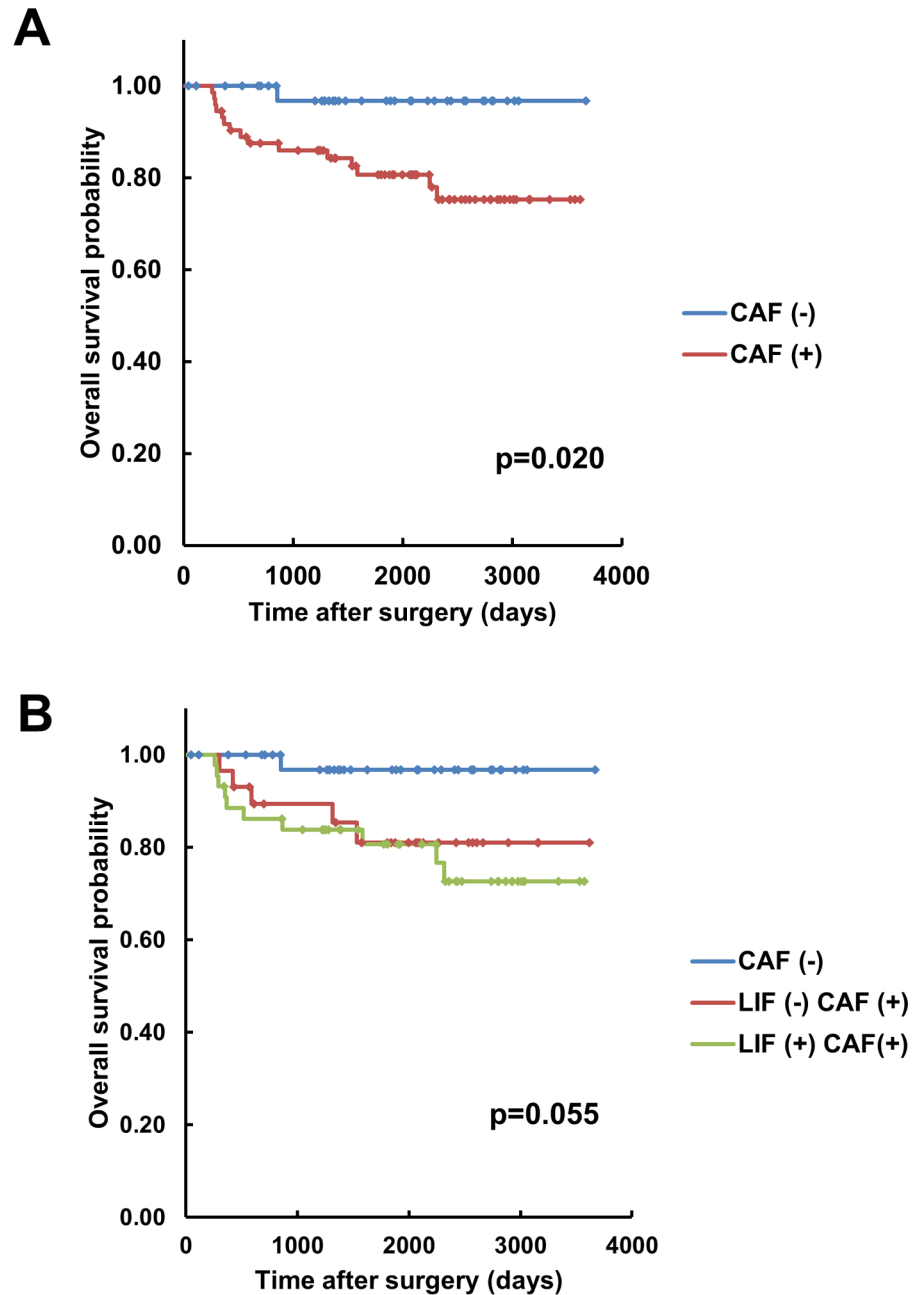 A
Overall survival probability
1.00
0.80
0.60
0.40
0.20
0.00
0 1000 2000 3000 4000
Time after surgery (days)
CAF (-)
CAF (+)
p=0.020
B
Overall survival probability
1.00
0.80
0.60
0.40
0.20
0.00
0 1000 2000 3000 4000
Time after surgery (days)
CAF (-)
LIF (-) CAF (+)
LIF (+) CAF(+)
p=0.055